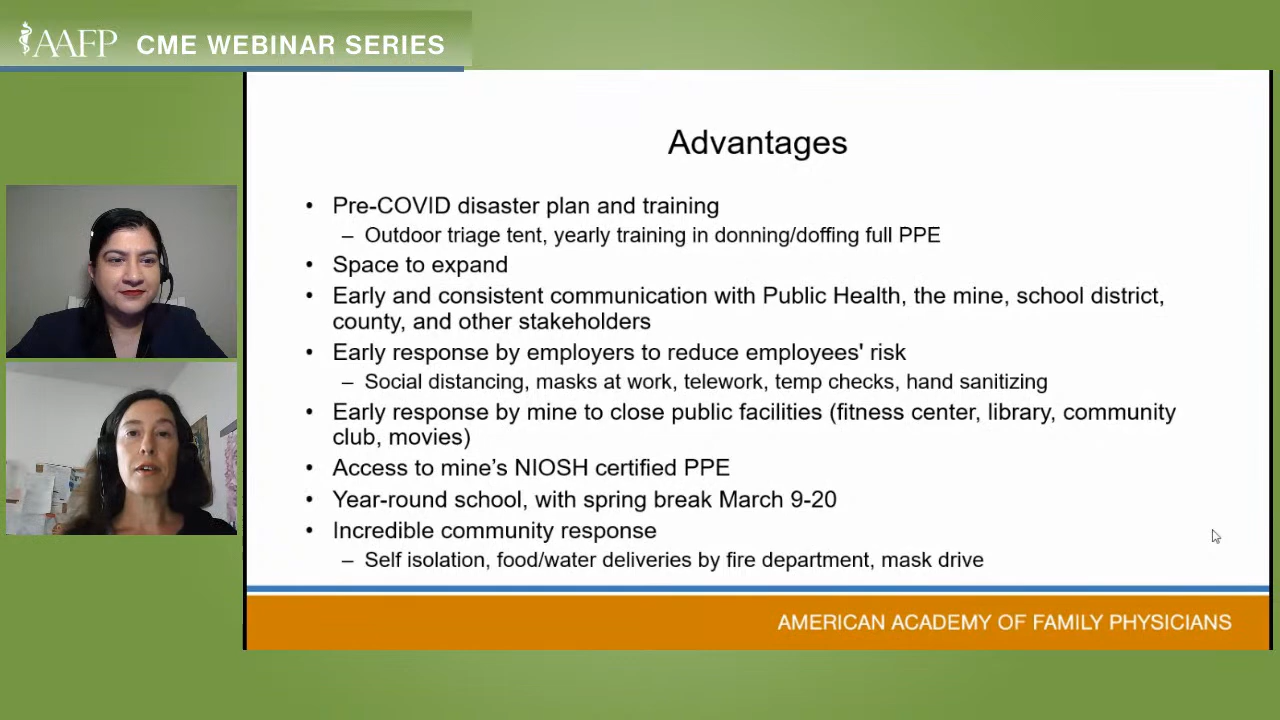 AAFP CME WEBINAR SERIES
Advantages
• Pre-COVID disaster plan and training
– Outdoor triage tent, yearly training in donning/doffing full PPE
• Space to expand
• Early and consistent communication with Public Health, the mine, school district,
county, and other stakeholders
• Early response by employers to reduce employees' risk
– Social distancing, masks at work, telework, temp checks, hand sanitizing
• Early response by mine to close public facilities (fitness center, library, community
club, movies)
• Access to mine’s NIOSH certified PPE
• Year-round school, with spring break March 9-20
• Incredible community response
– Self isolation, food/water deliveries by fire department, mask drive
AMERICAN ACADEMY OF FAMILY PHYSICIANS